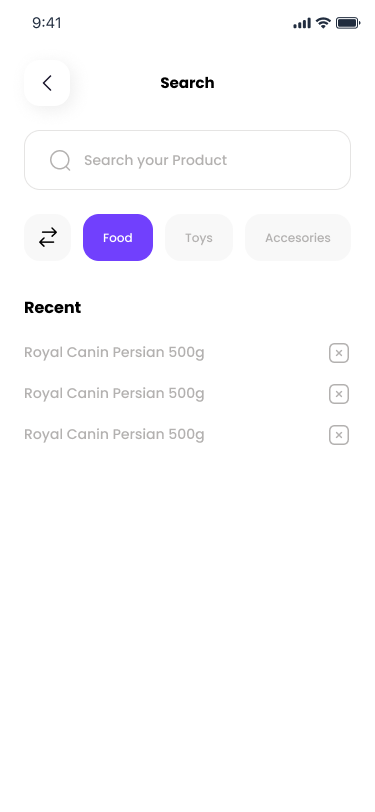 9:41
Search
Search your Product
Food Toys Accesories
Recent
Royal Canin Persian 500g
Royal Canin Persian 500g
Royal Canin Persian 500g